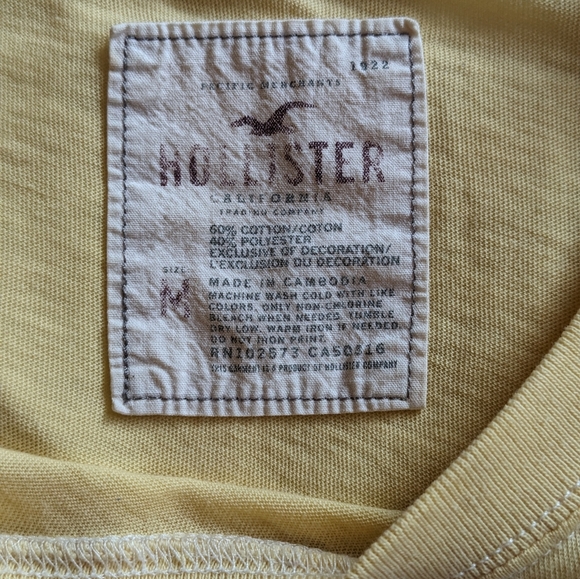 1022
PACIFIC MERCHANTS
HOLLISTER
CALIFORNIA
TRADING COMPANY
60% COTTON/COTON
40% POLYESTER
EXCLUSIVE OF DECORATION/
L'EXCLUSION DU DECORATION
SIZE
M
MADE IN CAMBODIA
MACHINE WASH COLD WITH LIKE
COLORS. ONLY NON-CHLORINE
BLEACH WHEN NEEDED. TUMBLE
DRY LOW. WARM IRON IF NEEDED.
DO NOT IRON PRINT.
RN102573 CA50816
THIS GARMENT IS A PRODUCT OF HOLLISTER COMPANY